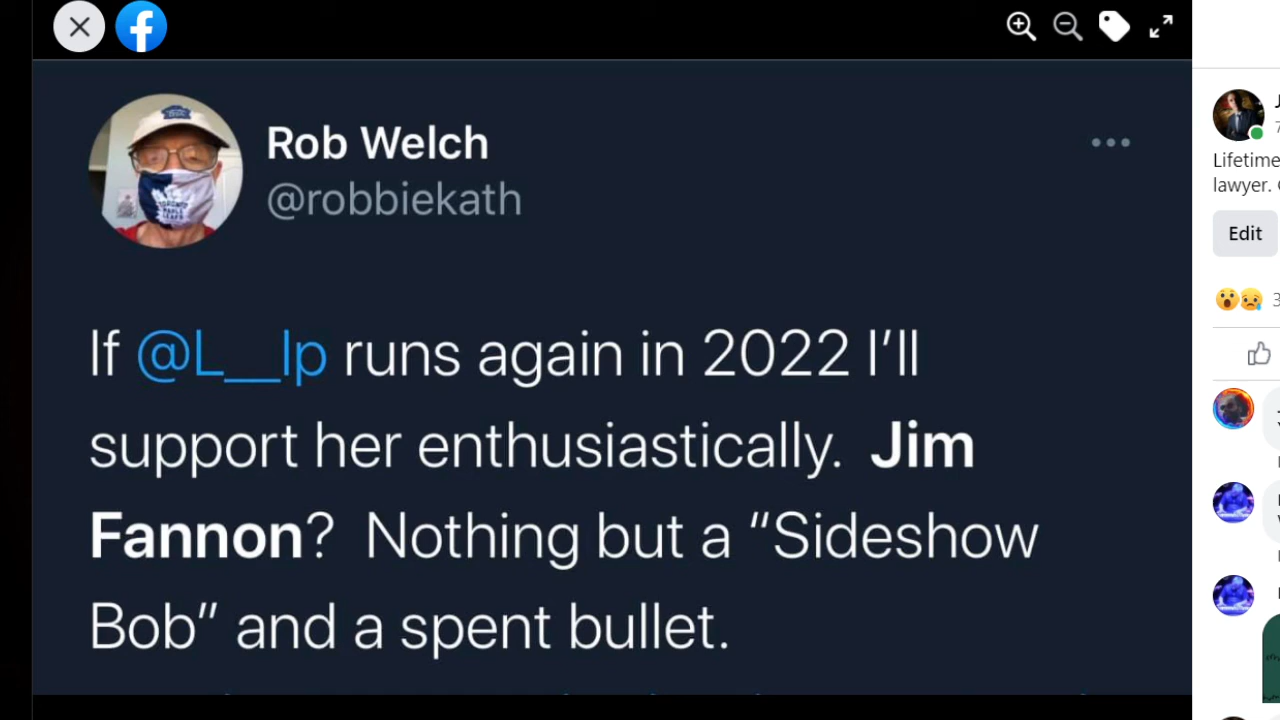 Rob Welch
@robbiekath
If @L__lp runs again in 2022 I’ll
support her enthusiastically. Jim
Fannon? Nothing but a “Sideshow
Bob” and a spent bullet.
Lifetime
lawyer.
Edit